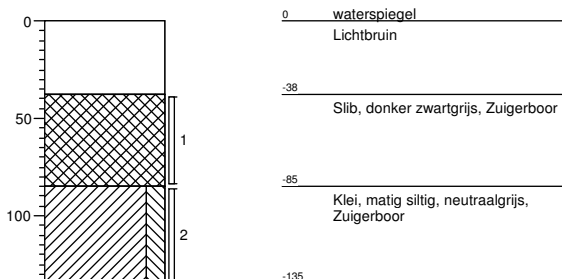 0
50
100
1
2
0 waterspiegel
Lichtbruin
-38
Slib, donker zwartgrijs, Zuigerboor
-85
Klei, matig siltig, neutraalgrijs,
Zuigerboor
-135